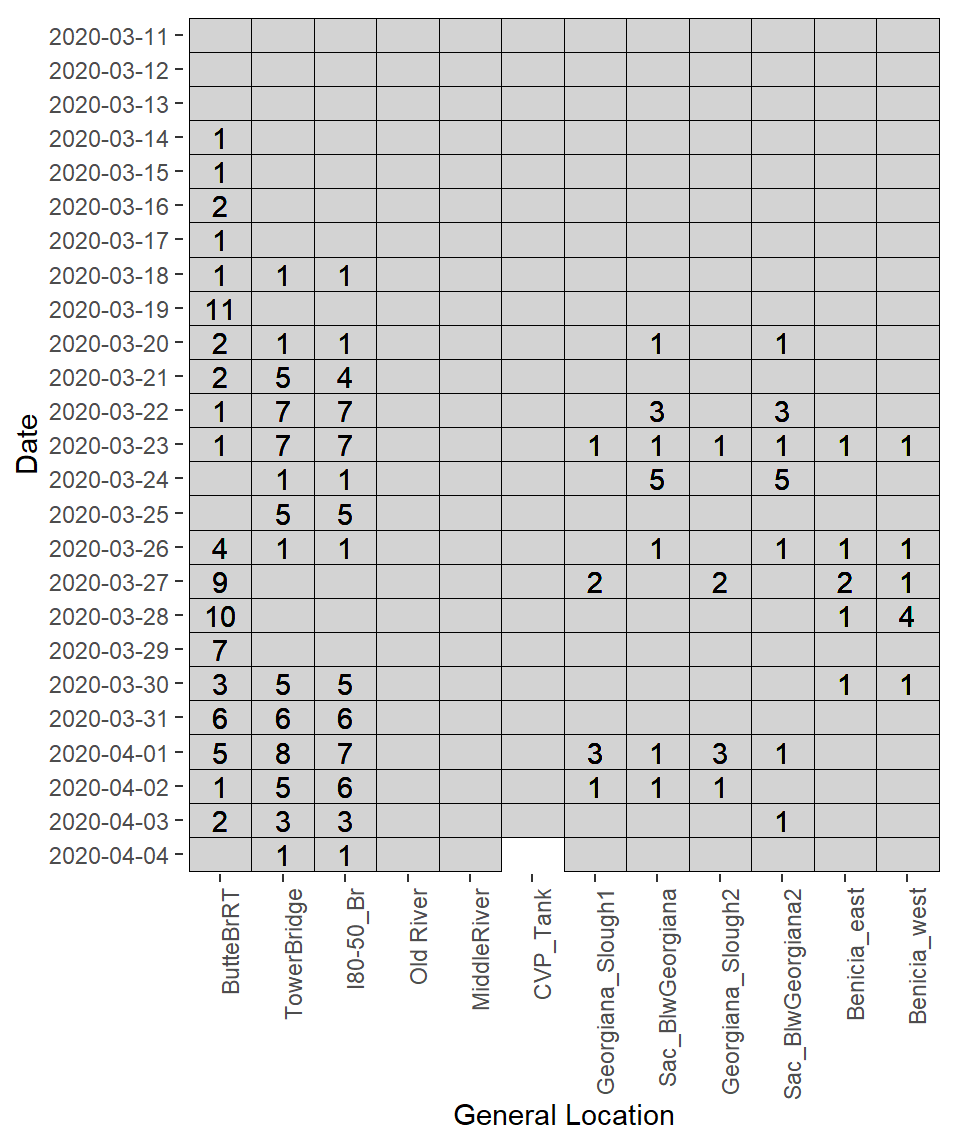 2020-03-11
2020-03-12
2020-03-13
2020-03-14 1
2020-03-15 1
2020-03-16 2
2020-03-17 1
2020-03-18 1 1 1
2020-03-19 11
2020-03-20 2 1 1 1 1
2020-03-21 2 5 4
2020-03-22 1 7 7 3 3
2020-03-23 1 7 7 1 1 1 1 1 1
2020-03-24 1 1 5 5
2020-03-25 5 5
2020-03-26 4 1 1 1 1 1 1
2020-03-27 9 2 2 2 1
2020-03-28 10 1 4
2020-03-29 7
2020-03-30 3 5 5 1 1
2020-03-31 6 6 6
2020-04-01 5 8 7 3 1 3 1
2020-04-02 1 5 6 1 1 1
2020-04-03 2 3 3 1
2020-04-04 1 1
Date
ButteBrRT
TowerBridge
I80-50_Br
Old River
MiddleRiver
CVP_Tank
Georgiana_Slough1
Sac_BlwGeorgiana
Georgiana_Slough2
Sac_BlwGeorgiana2
Benicia_east
Benicia_west
General Location